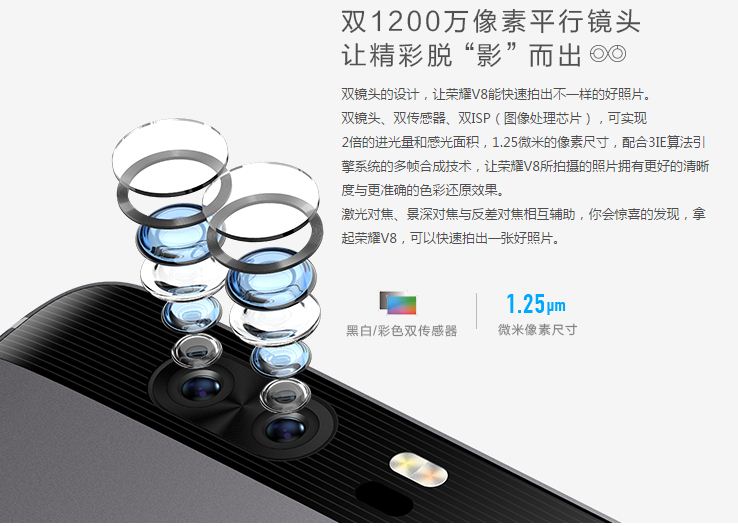 双1200万像素平行镜头
让精彩脱“影”而出
双镜头的设计，让荣耀V8能快速拍出不一样的好照片。
双镜头、双传感器、双ISP（图像处理芯片），可实现
2倍的进光量和感光面积，1.25微米的像素尺寸，配合3IE算法引
擎系统的多帧合成技术，让荣耀V8所拍摄的照片拥有更好的清晰
度与更准确的色彩还原效果。
激光对焦、景深对焦与反差对焦相互辅助，你会惊喜的发现，拿
起荣耀V8，可以快速拍出一张好照片。
1.25μm
黑白/彩色双传感器
微米像素尺寸